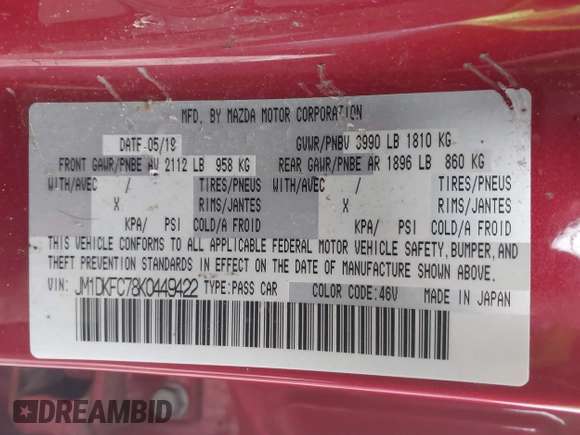 MFD. BY MAZDA MOTOR CORPORATION
DATE 05/19 GVWR/PNBV 3990 LB 1810 KG
FRONT GAWR/PNBE AV 2112 LB 958 KG REAR GAWR/PNBE AR 1896 LB 860 KG
WITH/AVEC / TIRES/PNEUS WITH/AVEC / TIRES/PNEUS
X RIMS/JANTES X RIMS/JANTES
KPA/ PSI COLD/A FROID KPA/ PSI COLD/A FROID
THIS VEHICLE CONFORMS TO ALL APPLICABLE FEDERAL MOTOR VEHICLE SAFETY, BUMPER, AND
THEFT PREVENTION STANDARDS IN EFFECT ON THE DATE OF MANUFACTURE SHOWN ABOVE.
VIN: JM1DKFC78K0449422 TYPE:PASS CAR COLOR CODE:46V MADE IN JAPAN
DREAMBID